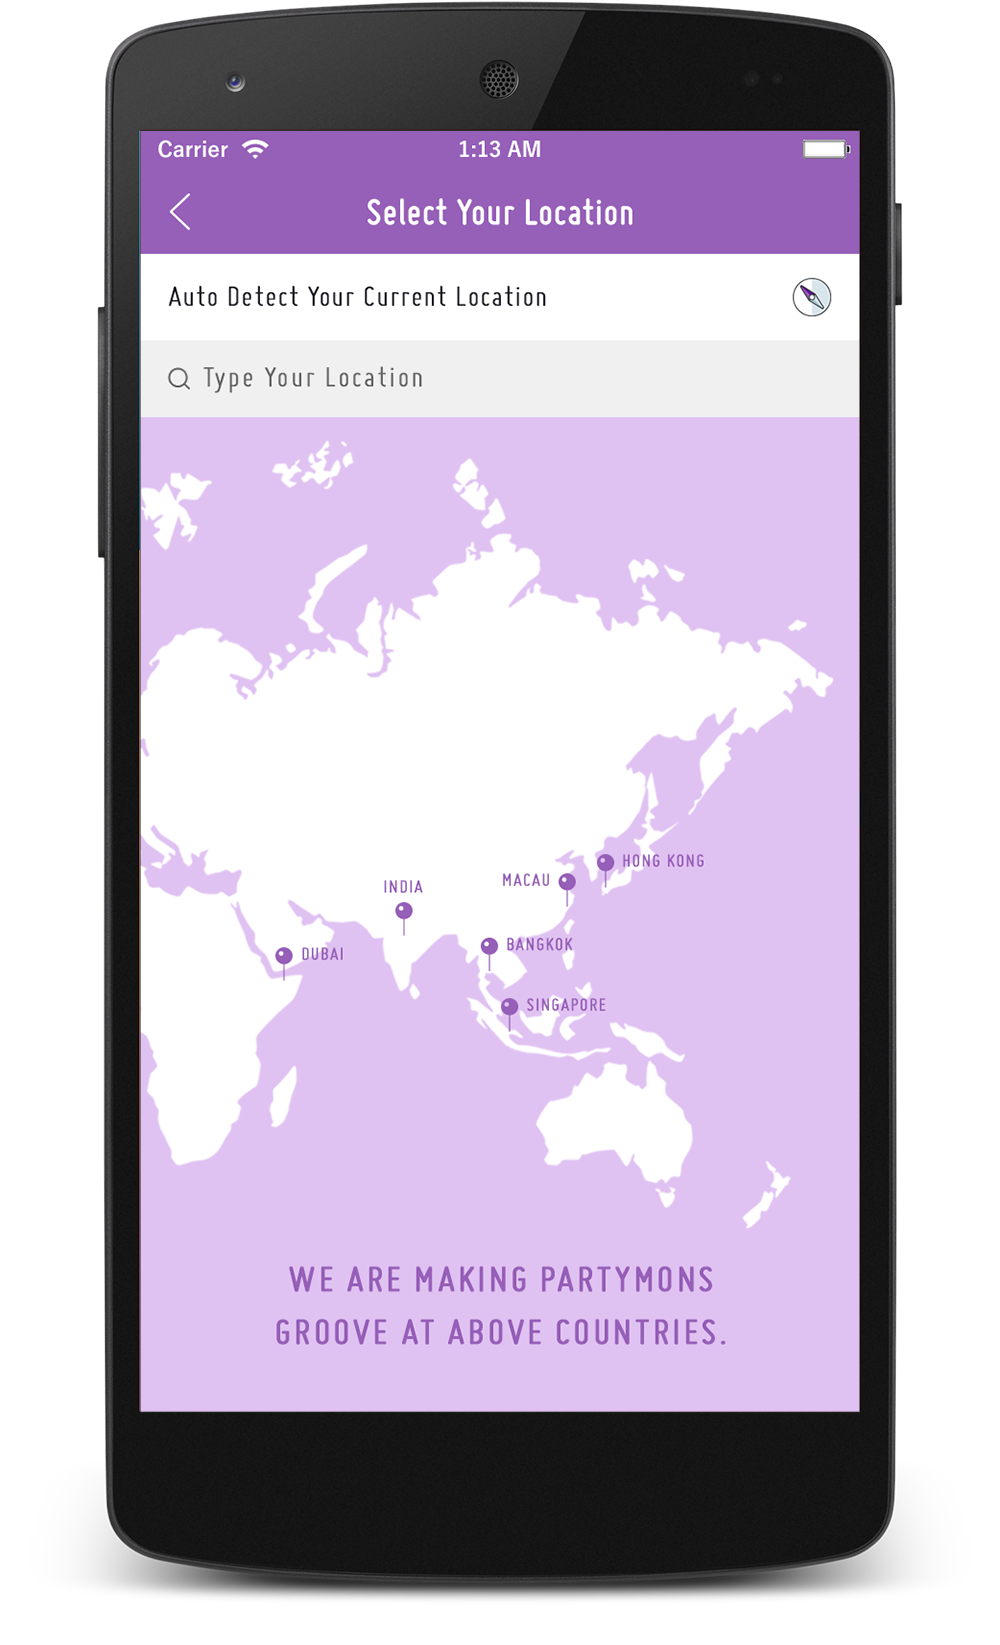 Carrier 1:13 AM
Select Your Location
Auto Detect Your Current Location
Type Your Location
HONG KONG
MACAU
INDIA
BANGKOK
DUBAI
SINGAPORE
WE ARE MAKING PARTYMONS
GROOVE AT ABOVE COUNTRIES.